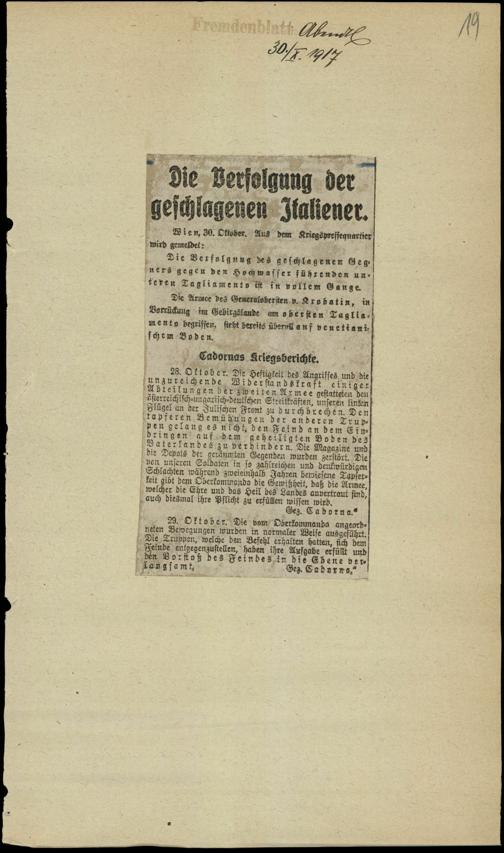 Fremdenblatt Abendbl
19
30./X. 1917
Die Verfolgung der
geschlagenen Italiener.
Wien, 30. Oktober. Aus dem Kriegspressequartier
wird gemeldet:
Die Verfolgung des geschlagenen Geg-
ners gegen den Hochwasser führenden un-
teren Tagliamento ist in vollem Gange.
Die Armee des Generalobersten v. Krobatin, in
Vorrückung im Gebirgslande am obersten Taglia-
mento begriffen, steht bereits überall auf venetiani-
schem Boden.
Cadornas Kriegsberichte.
28. Oktober. Die Heftigkeit des Angriffes und die
unzureichende Widerstandskraft einiger
Abteilungen der zweiten Armee gestatteten den
österreichisch-ungarisch-deutschen Streitkräften, unseren linken
Flügel an der Julischen Front zu durchbrechen. Den
tapferen Bemühungen der anderen Trup-
pen gelang es nicht, den Feind an dem Ein-
dringen auf dem geheiligten Boden des
Vaterlandes zu verhindern. Die Magazine und
die Depots der geräumten Gegenden wurden zerstört. Die
von unseren Soldaten in so zahlreichen und denkwürdigen
Schlachten während zweieinhalb Jahren bewiesene Tapfer-
keit gibt dem Oberkommando die Gewißheit, daß die Armee,
welcher die Ehre und das Heil des Landes anvertraut sind,
auch diesmal ihre Pflicht zu erfüllen wissen wird.
Gez. Cadorna."
29. Oktober. Die vom Oberkommando angeord-
neten Bewegungen wurden in normaler Weise ausgeführt.
Die Truppen, welche den Befehl erhalten hatten, sich dem
Feinde entgegenzustellen, haben ihre Aufgabe erfüllt und
den Vorstoß des Feindes in die Ebene ver-
langsamt. Gez. Cadorna."